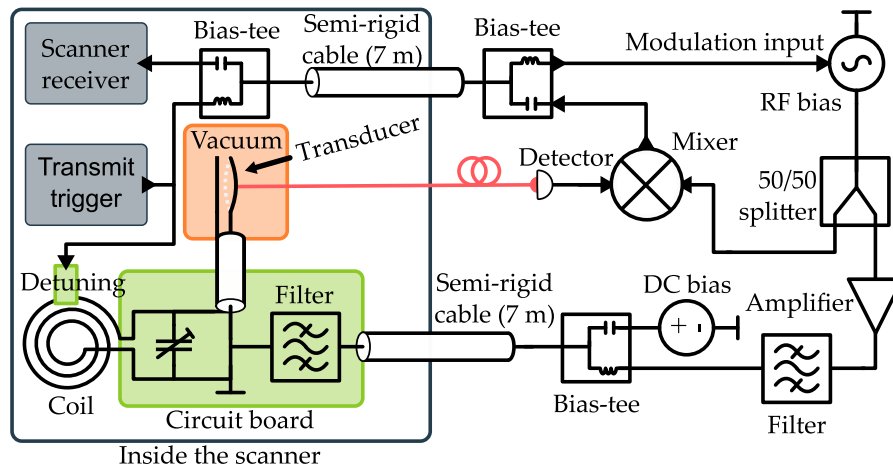 Scanner
receiver
Bias-tee
Semi-rigid
cable (7 m)
Bias-tee
Modulation input
RF bias
Vacuum
Transducer
Transmit
trigger
Detector
Mixer
50/50
splitter
Detuning
Filter
Semi-rigid
cable (7 m)
DC bias
Amplifier
Coil
Circuit board
Bias-tee
Filter
Inside the scanner